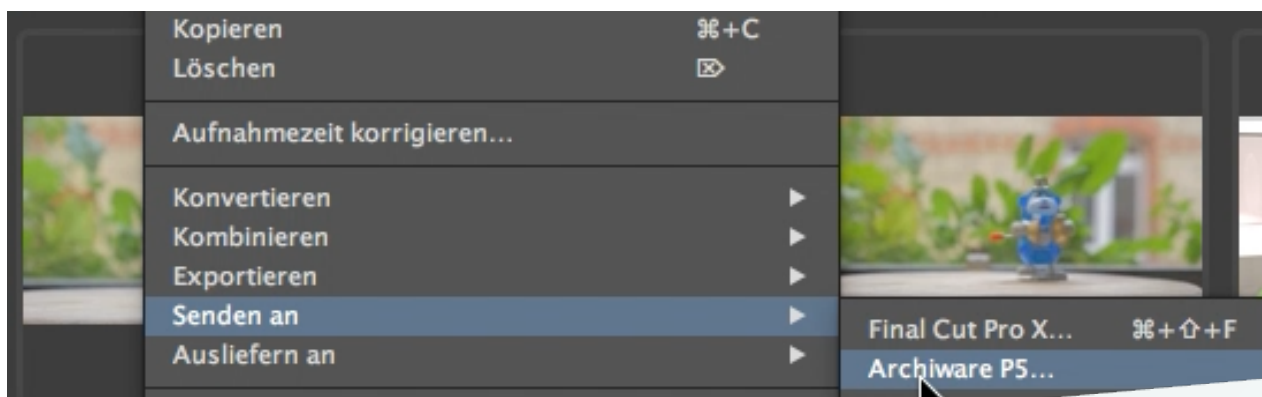 Kopieren ⌘+C
Löschen ⌦
Aufnahmezeit korrigieren...
Konvertieren ▶
Kombinieren ▶
Exportieren ▶
Senden an ▶
Final Cut Pro X... ⌘+⇧+F
Ausliefern an ▶
Archiware P5...